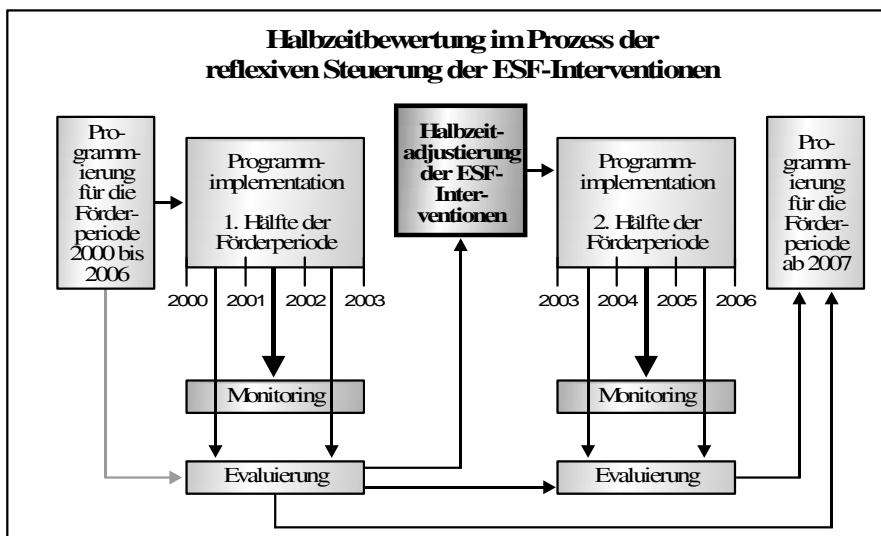 Halbzeitbewertung im Prozess der
reflexiven Steuerung der ESF-Interventionen
Pro-
grammm-
ierung
für die
Förder-
periode
2000 bis
2006
Programm-
implementation
1. Hälfte der
Förderperiode
2000
2001
2002
2003
Halbzeit-
adjustierung
der ESF-
Inter-
ventionen
Programm-
implementation
2. Hälfte der
Förderperiode
2003
2004
2005
2006
Pro-
grammm-
ierung
für die
Förder-
periode
ab 2007
Monitoring
Monitoring
Evaluierung
Evaluierung